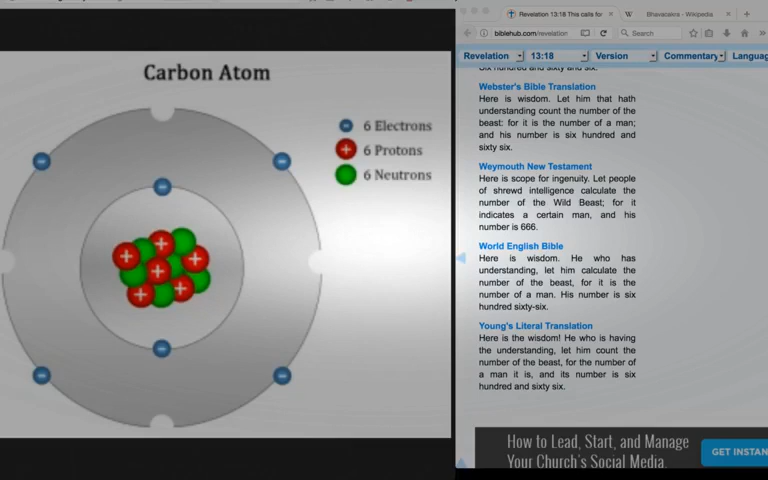 Carbon Atom
6 Electrons
6 Protons
6 Neutrons
Revelation 13:18 This calls for
Bhavacakra - Wikipedia
biblehub.com/revelation
Search
Revelation
13:18
Version
Commentary
Languag
Six hundred and sixty and six.
Webster's Bible Translation
Here is wisdom. Let him that hath
understanding count the number of the
beast: for it is the number of a man;
and his number is six hundred and
sixty six.
Weymouth New Testament
Here is scope for ingenuity. Let people
of shrewd intelligence calculate the
number of the Wild Beast; for it
indicates a certain man, and his
number is 666.
World English Bible
Here is wisdom. He who has
understanding, let him calculate the
number of the beast, for it is the
number of a man. His number is six
hundred sixty-six.
Young's Literal Translation
Here is the wisdom! He who is having
the understanding, let him count the
number of the beast, for the number of
a man it is, and its number is six
hundred and sixty six.
How to Lead, Start, and Manage
Your Church's Social Media.
GET INSTAN